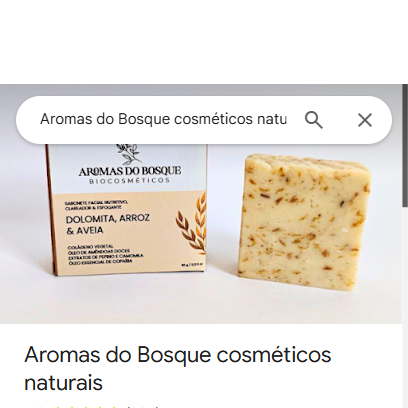 Aromas do Bosque cosméticos natu
AROMAS DO BOSQUE
BIOCOSMÉTICOS
SABONETE FACIAL NUTRITIVO,
CLAREADOR & ESFOLIANTE
DOLOMITA, ARROZ
& AVEIA
COLÁGENO VEGETAL
ÓLEO DE AMÊNDOAS DOCES
EXTRATOS DE PEPINO E CAMOMILA
ÓLEO ESSENCIAL DE COPAÍBA
Aromas do Bosque cosméticos
naturais